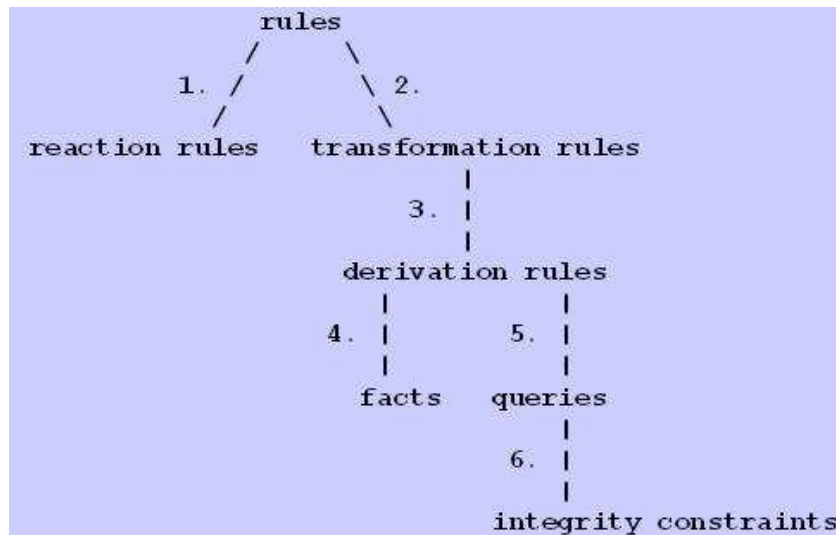 rules
1. 2.
reaction rules transformation rules
3.
derivation rules
4. 5.
facts queries
6.
integrity constraints